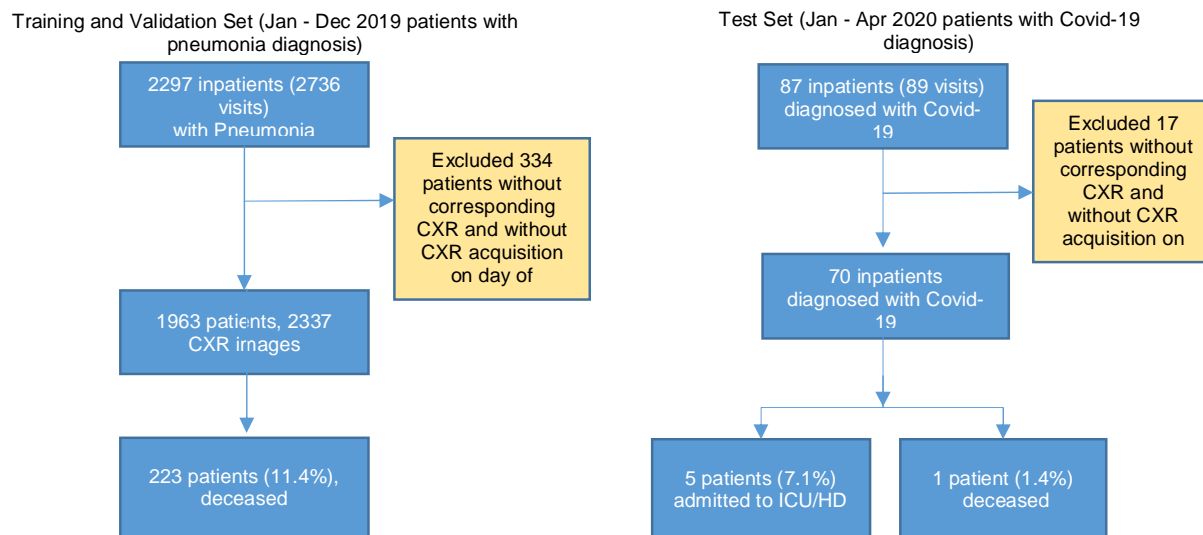 Training and Validation Set (Jan - Dec 2019 patients with
pneumonia diagnosis)
2297 inpatients (2736
visits)
with Pneumonia
Excluded 334
patients without
corresponding
CXR and without
CXR acquisition
on day of
1963 patients, 2337
CXR images
223 patients (11.4%),
deceased
Test Set (Jan - Apr 2020 patients with Covid-19
diagnosis)
87 inpatients (89 visits)
diagnosed with Covid-
19
Excluded 17
patients without
corresponding
CXR and
without CXR
acquisition on
70 inpatients
diagnosed with Covid-
19
5 patients (7.1%)
admitted to ICU/HD
1 patient (1.4%)
deceased